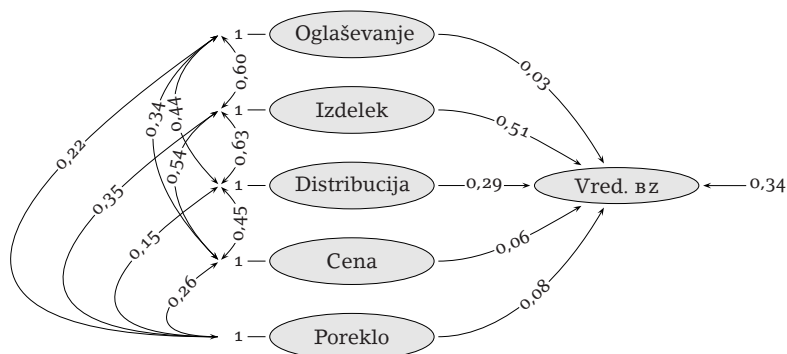 1 Oglaševanje
0,60
0,03
0,34
0,44
1 Izdelek
0,51
0,22
0,63
0,54
0,35
1 Distribucija
0,29
Vred. BZ
0,34
0,45
0,15
0,06
1 Cena
0,26
0,08
1 Poreklo